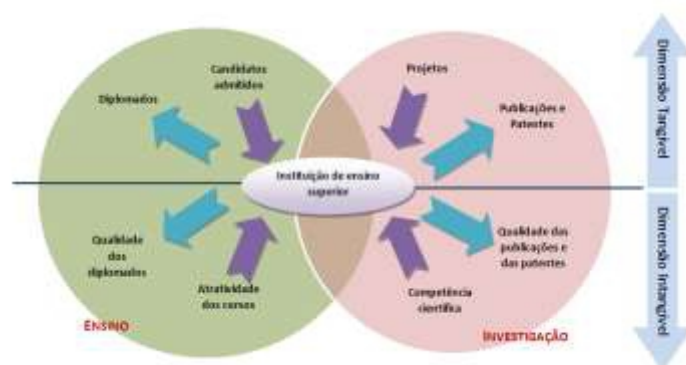 Candidatos
admitidos
Diplomados
Projetos
Publicações e
Patentes
Instituição de ensino
superior
Qualidade
dos
diplomados
Atratividade
dos cursos
Competência
científica
Qualidade das
publicações e
das patentes
ENSINO
INVESTIGAÇÃO
Dimensão Tangível
Dimensão Intangível